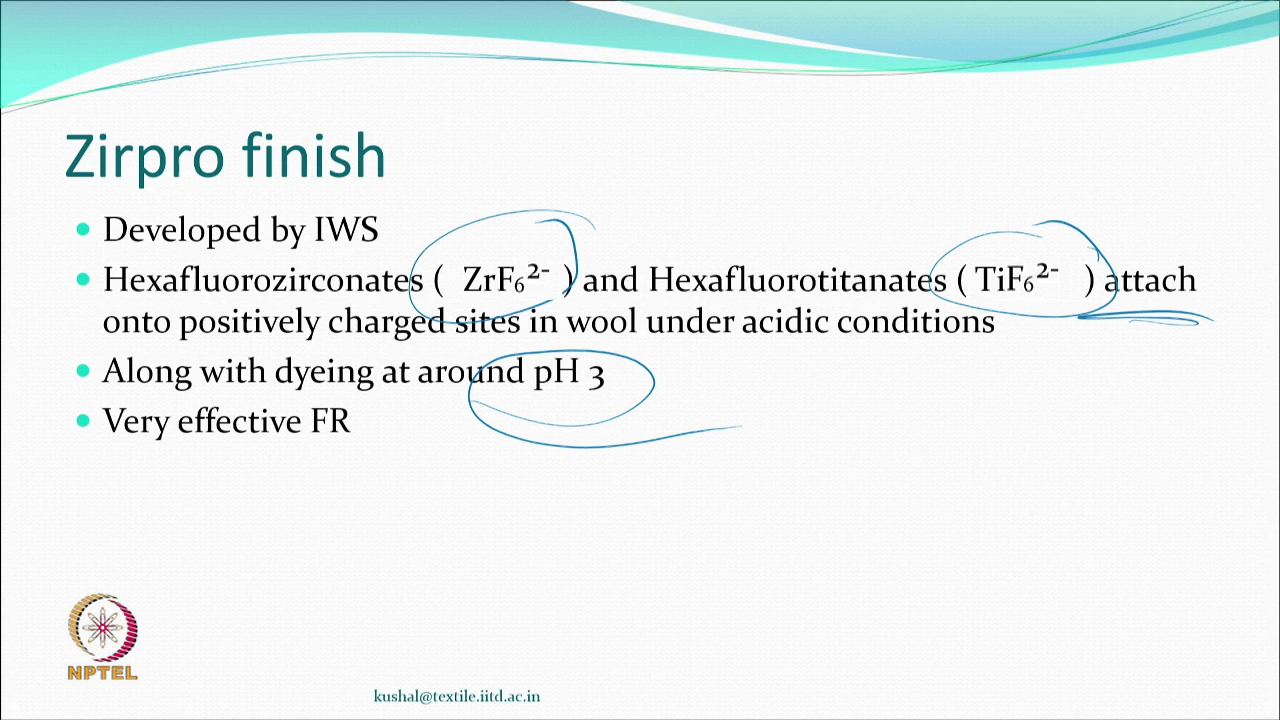 Zirpro finish
Developed by IWS
Hexafluorozirconates ( ZrF₆²⁻ ) and Hexafluorotitanates ( TiF₆²⁻ ) attach
onto positively charged sites in wool under acidic conditions
Along with dyeing at around pH 3
Very effective FR
NPTEL
kushal@textile.iitd.ac.in